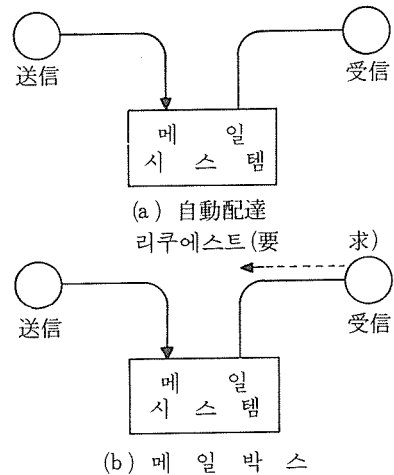 送信
受信
메 일
시 스 템
(a) 自動配達
리쿠에스트(要 求)
送信
受信
메 일
시 스 템
(b) 메 일 박 스